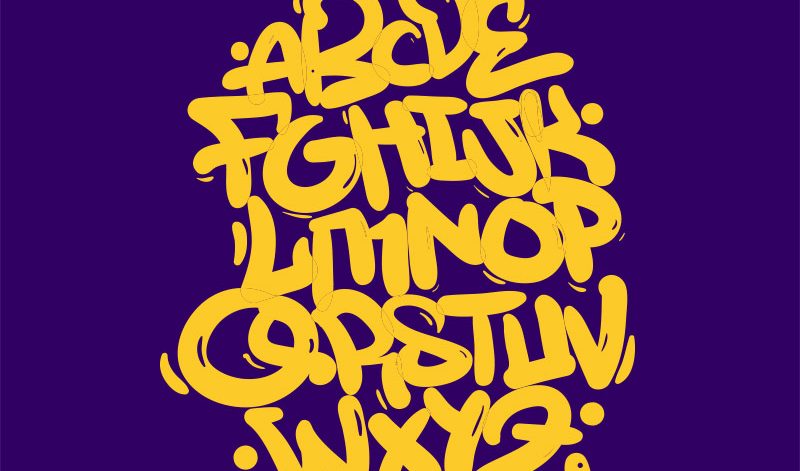 ABCDE
FGHIJK
LMNOP
QRSTUV
WXYZ